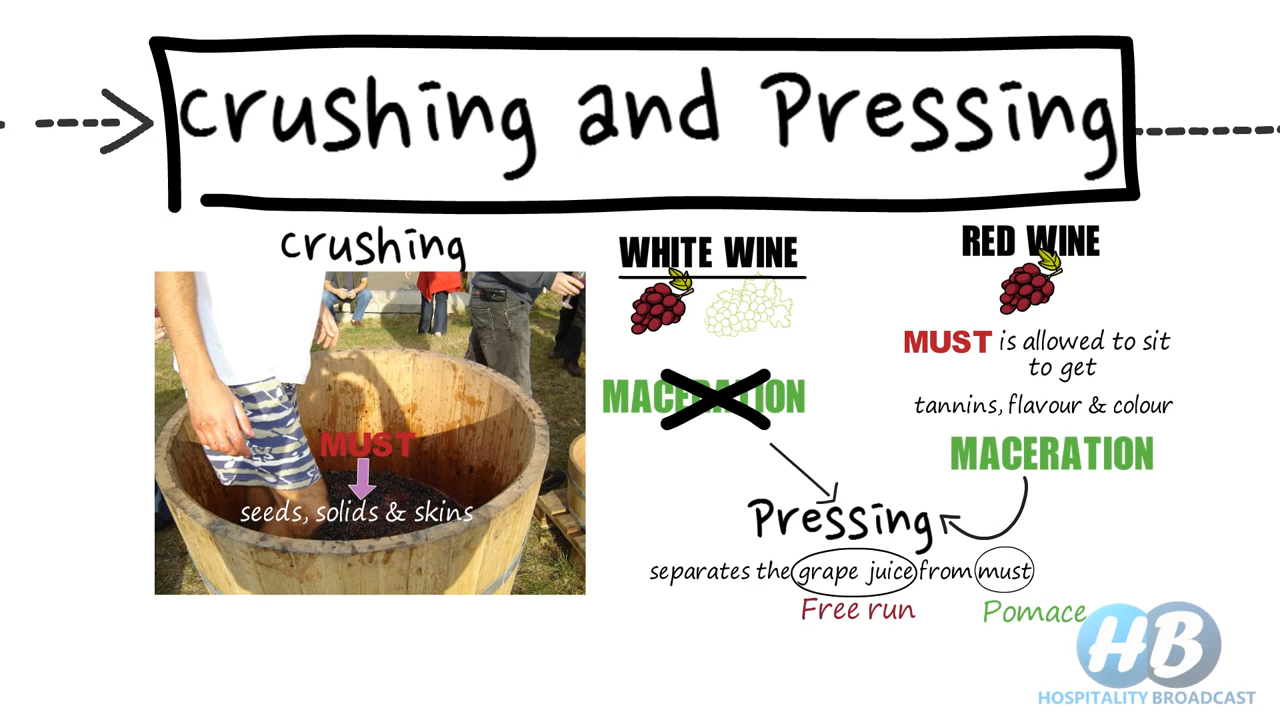 crushing and Pressing
crushing
MUST
seeds, solids & skins
WHITE WINE
MACERATION
RED WINE
MUST is allowed to sit
to get
tannins, flavour & colour
MACERATION
Pressing
separates the grape juice from must
Free run
Pomace
HB
HOSPITALITY BROADCAST